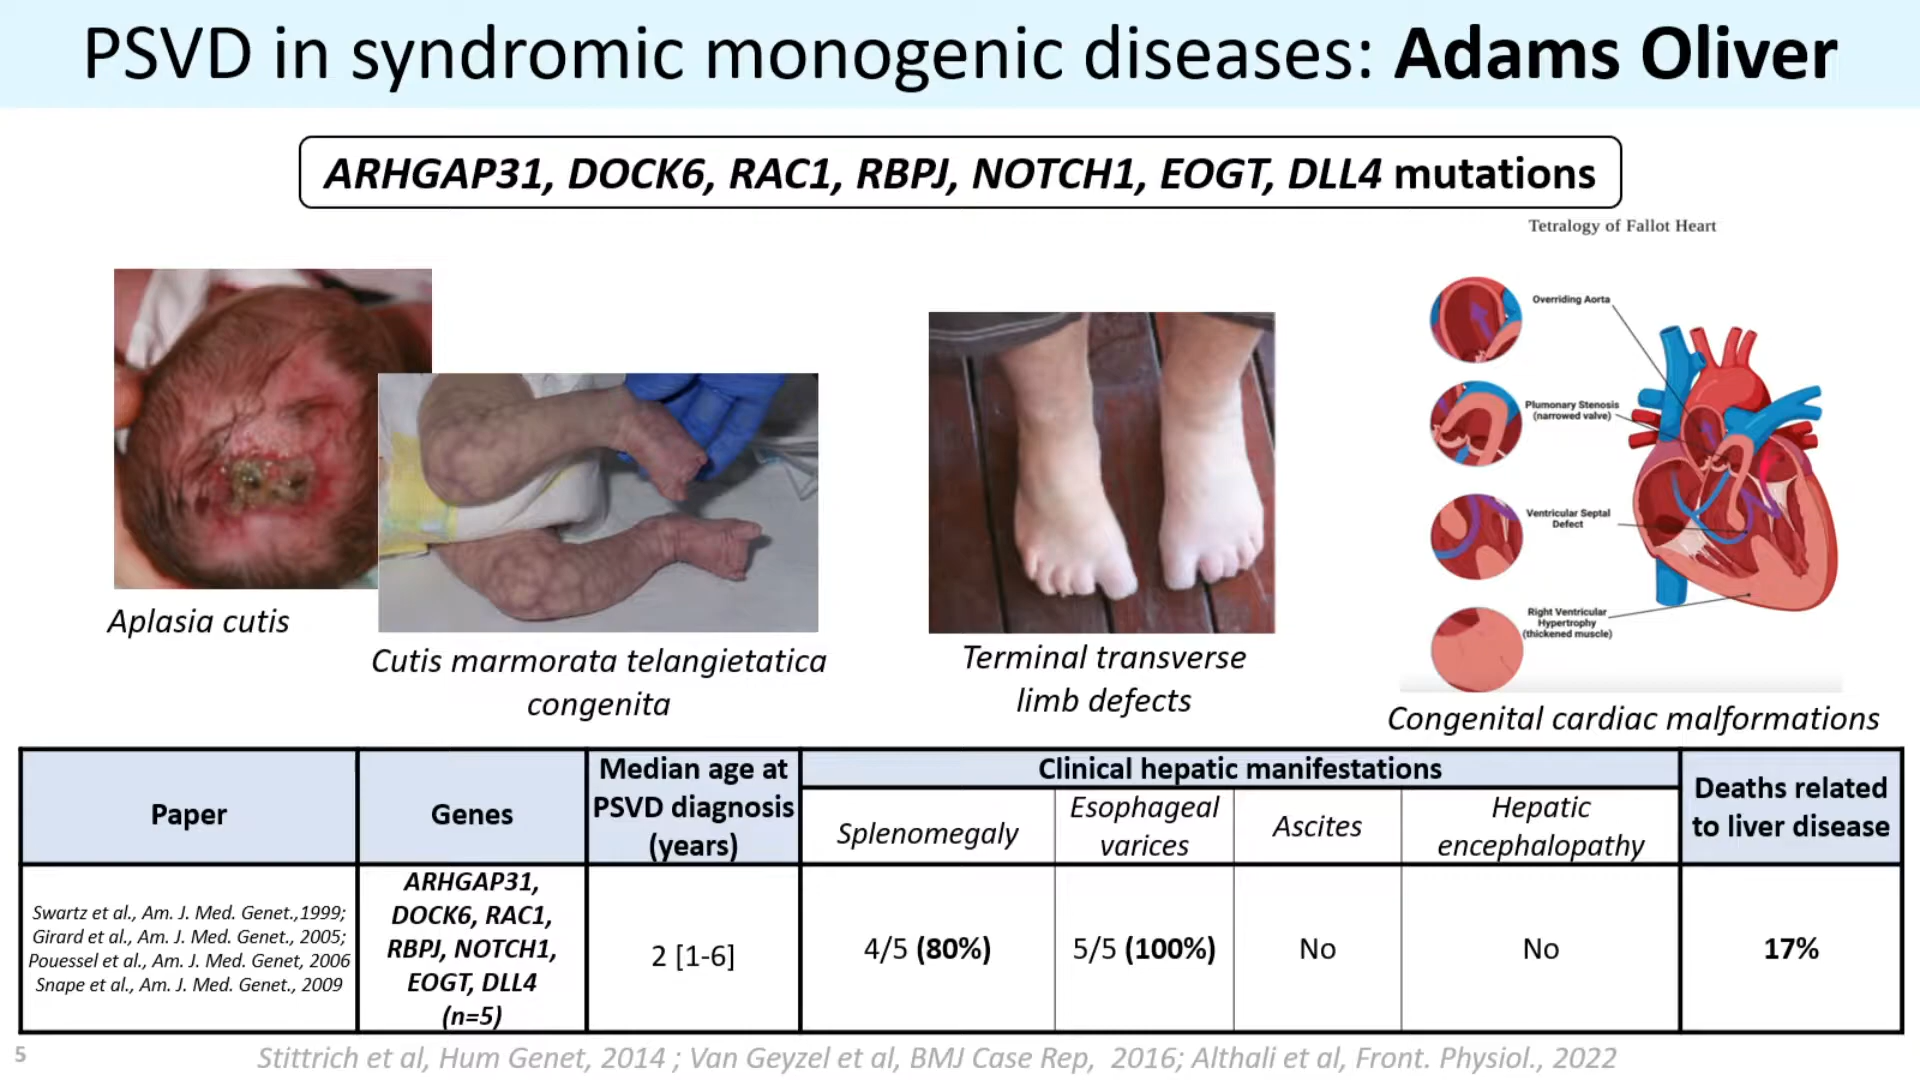 PSVD in syndromic monogenic diseases: Adams Oliver
ARHGAP31, DOCK6, RAC1, RBPJ, NOTCH1, EOGT, DLL4 mutations
Tetralogy of Fallot Heart
Overriding Aorta
Plumonary Stenosis
(narrowed valve)
Ventricular Septal
Defect
Right Ventricular
Hypertrophy
(thickened muscle)
Aplasia cutis
Cutis marmorata telangietatica
congenita
Terminal transverse
limb defects
Congenital cardiac malformations
Paper
Genes
Median age at
PSVD diagnosis
(years)
Clinical hepatic manifestations
Splenomegaly
Esophageal
varices
Ascites
Hepatic
encephalopathy
Deaths related
to liver disease
Swartz et al., Am. J. Med. Genet.,1999;
Girard et al., Am. J. Med. Genet., 2005;
Pouessel et al., Am. J. Med. Genet, 2006
Snape et al., Am. J. Med. Genet., 2009
ARHGAP31,
DOCK6, RAC1,
RBPJ, NOTCH1,
EOGT, DLL4
(n=5)
2 [1-6]
4/5 (80%)
5/5 (100%)
No
No
17%
5
Stittrich et al, Hum Genet, 2014 ; Van Geyzel et al, BMJ Case Rep, 2016; Althali et al, Front. Physiol., 2022